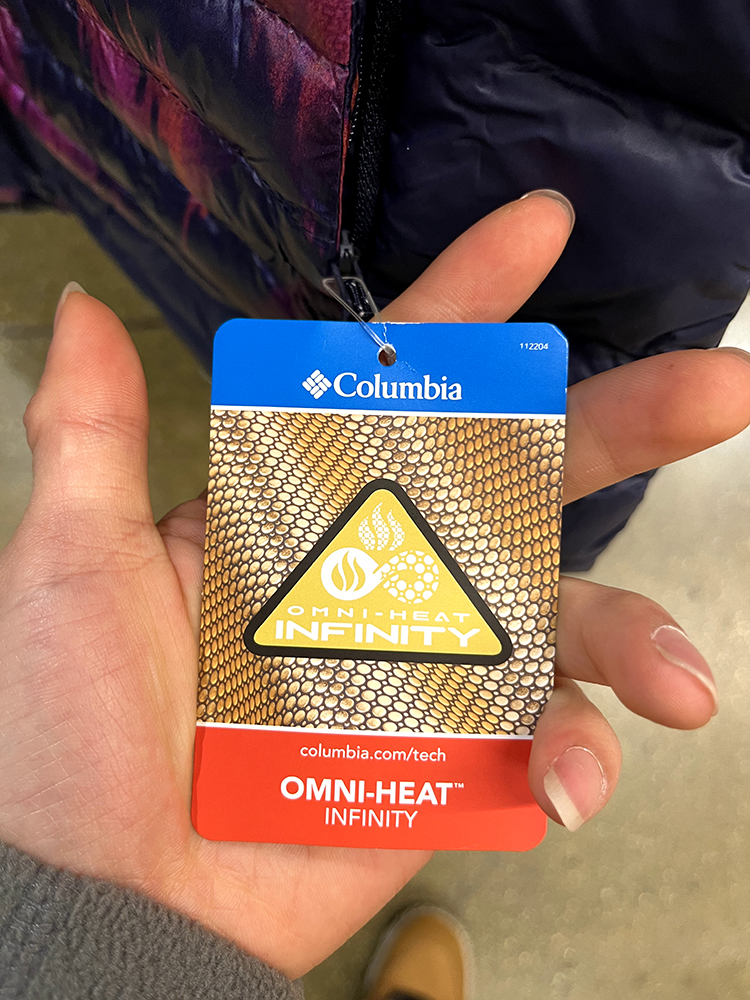 112204
Columbia
OMNI-HEAT
INFINITY
columbia.com/tech
OMNI-HEAT™
INFINITY